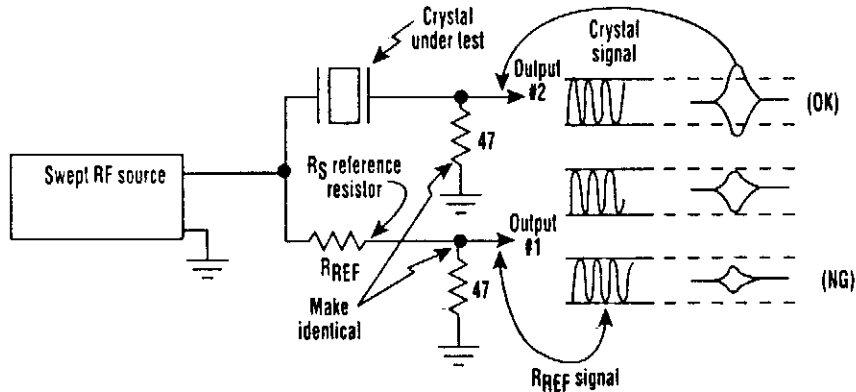 Crystal
under test
Crystal
signal
Output
#2
(OK)
47
Swept RF source
RS reference
resistor
Output
#1
RREF
47
(NG)
Make
identical
RREF signal